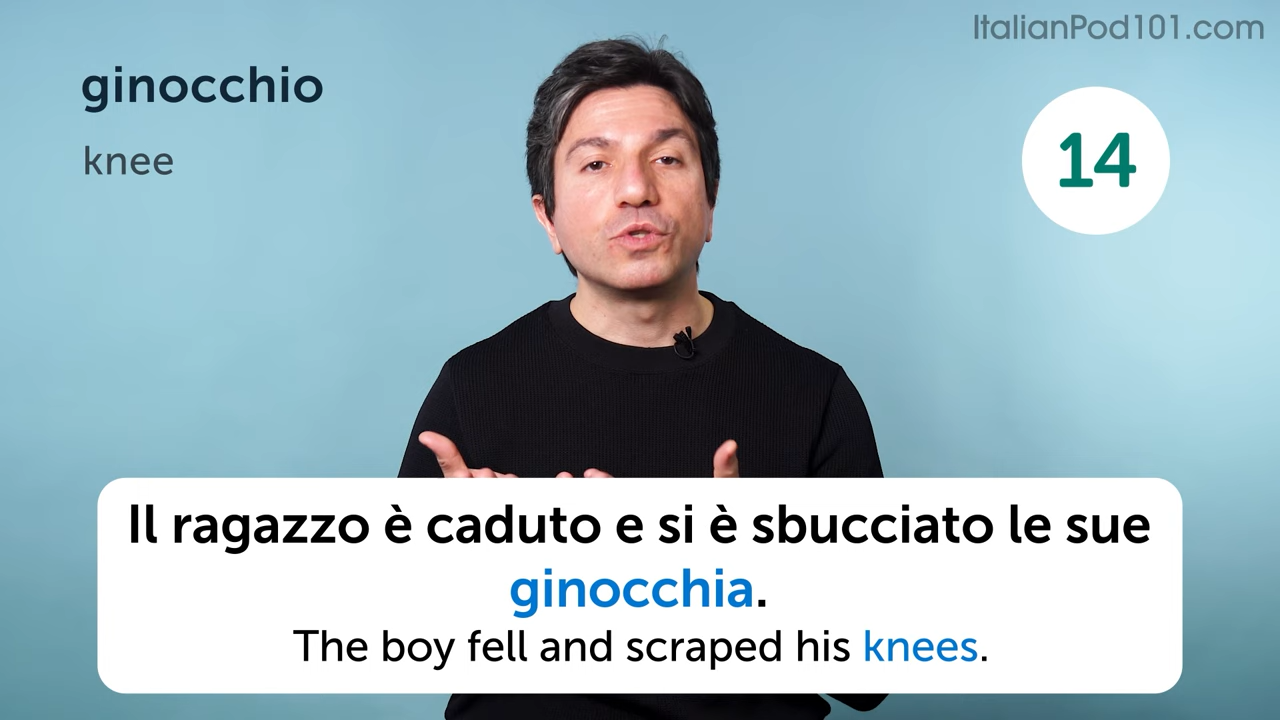 ItalianPod101.com
ginocchio
knee
14
Il ragazzo è caduto e si è sbucciato le sue
ginocchia.
The boy fell and scraped his knees.